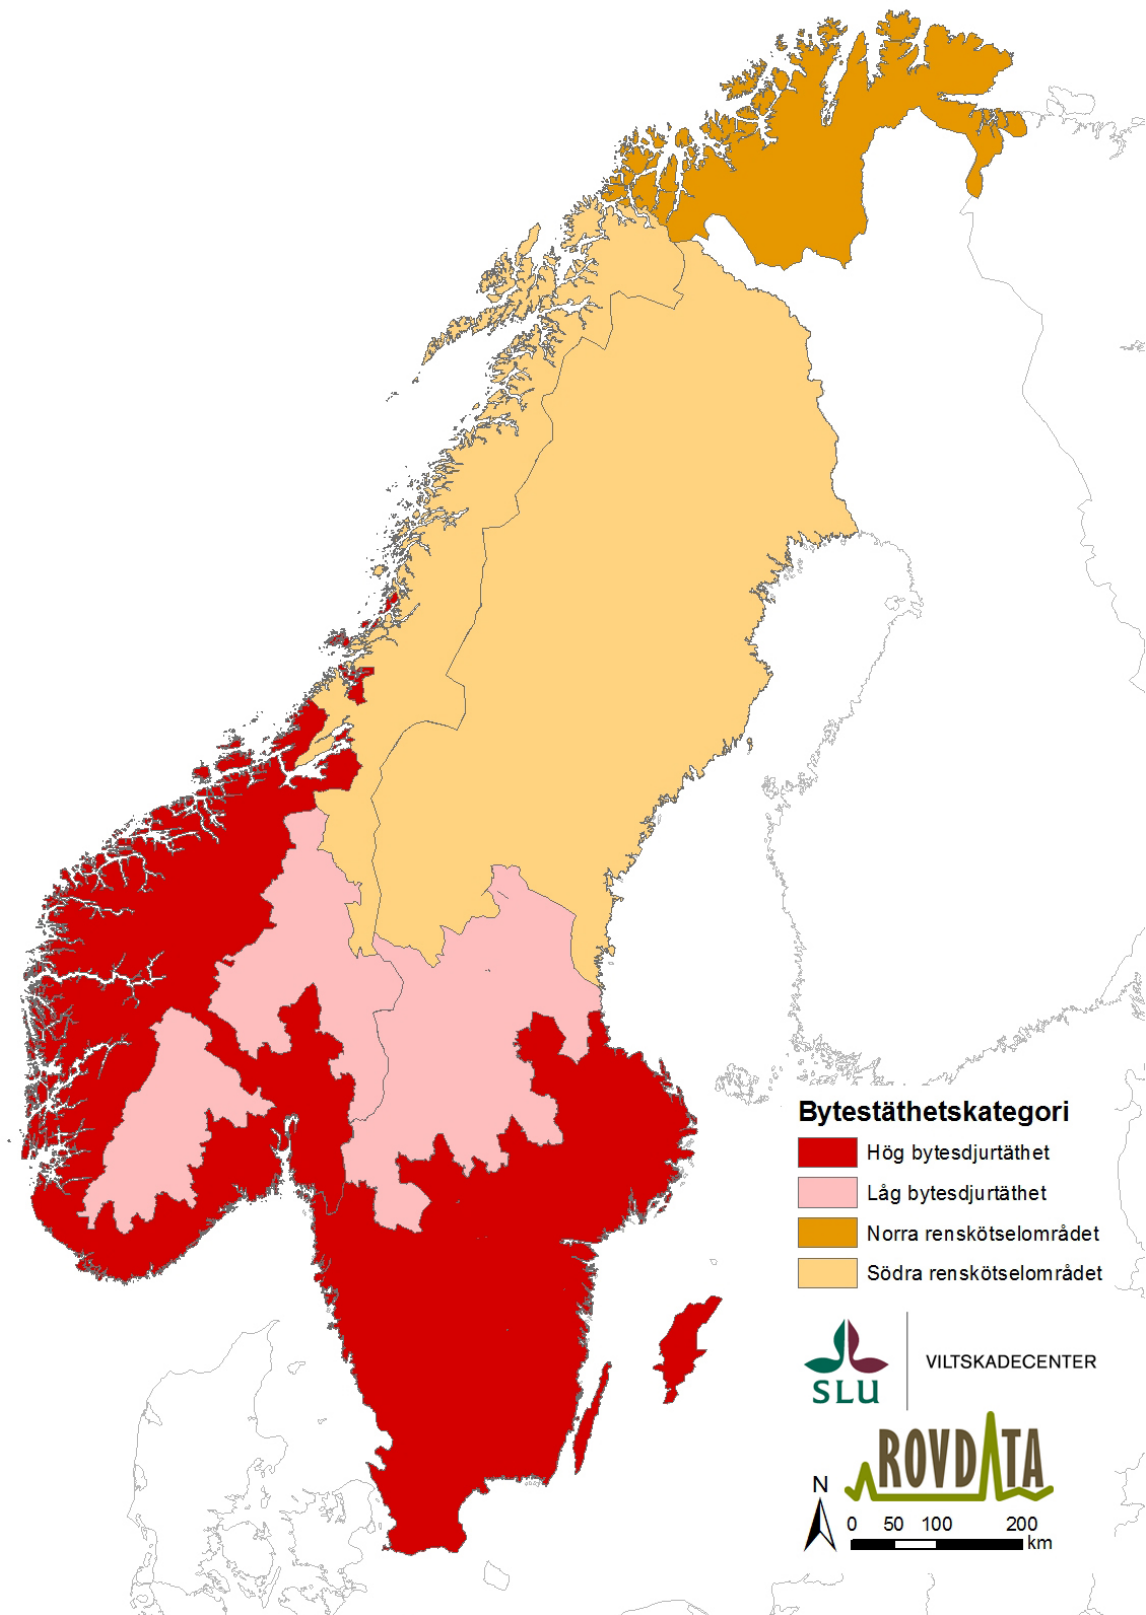 Bytestäthetskategori
Hög bytesdjurtäthet
Låg bytesdjurtäthet
Norra renskötselområdet
Södra renskötselområdet
SLU
VILTSKADECENTER
ROVDATA
N
0 50 100 200
km